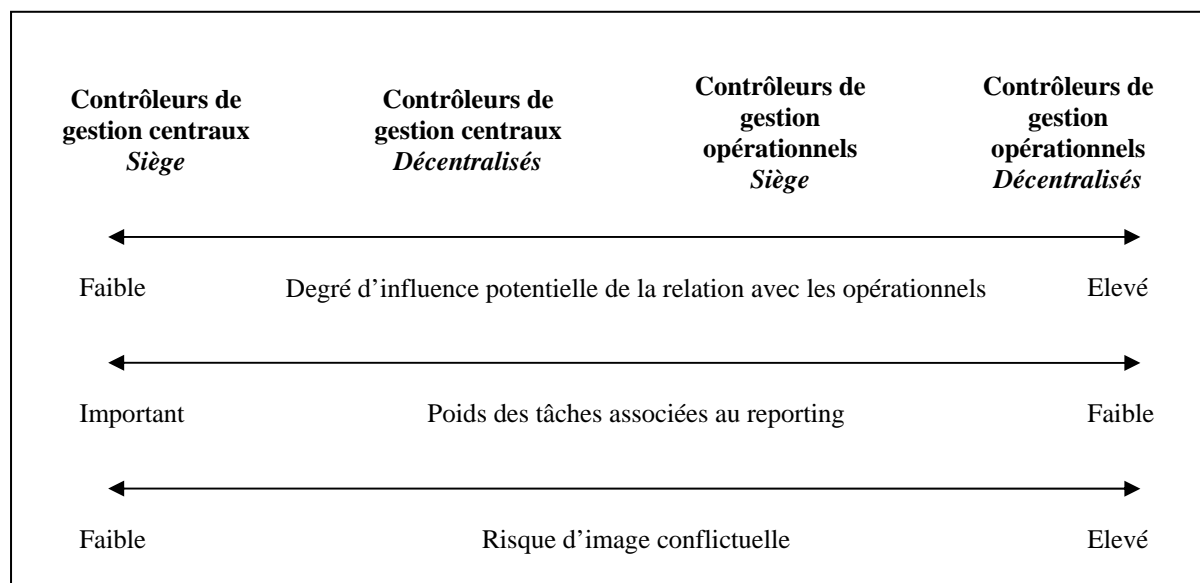 Contrôleurs de
gestion centraux
Siège
Contrôleurs de
gestion centraux
Décentralisés
Contrôleurs de
gestion
opérationnels
Siège
Contrôleurs de
gestion
opérationnels
Décentralisés
Faible
Degré d’influence potentielle de la relation avec les opérationnels
Elevé
Important
Poids des tâches associées au reporting
Faible
Faible
Risque d’image conflictuelle
Elevé